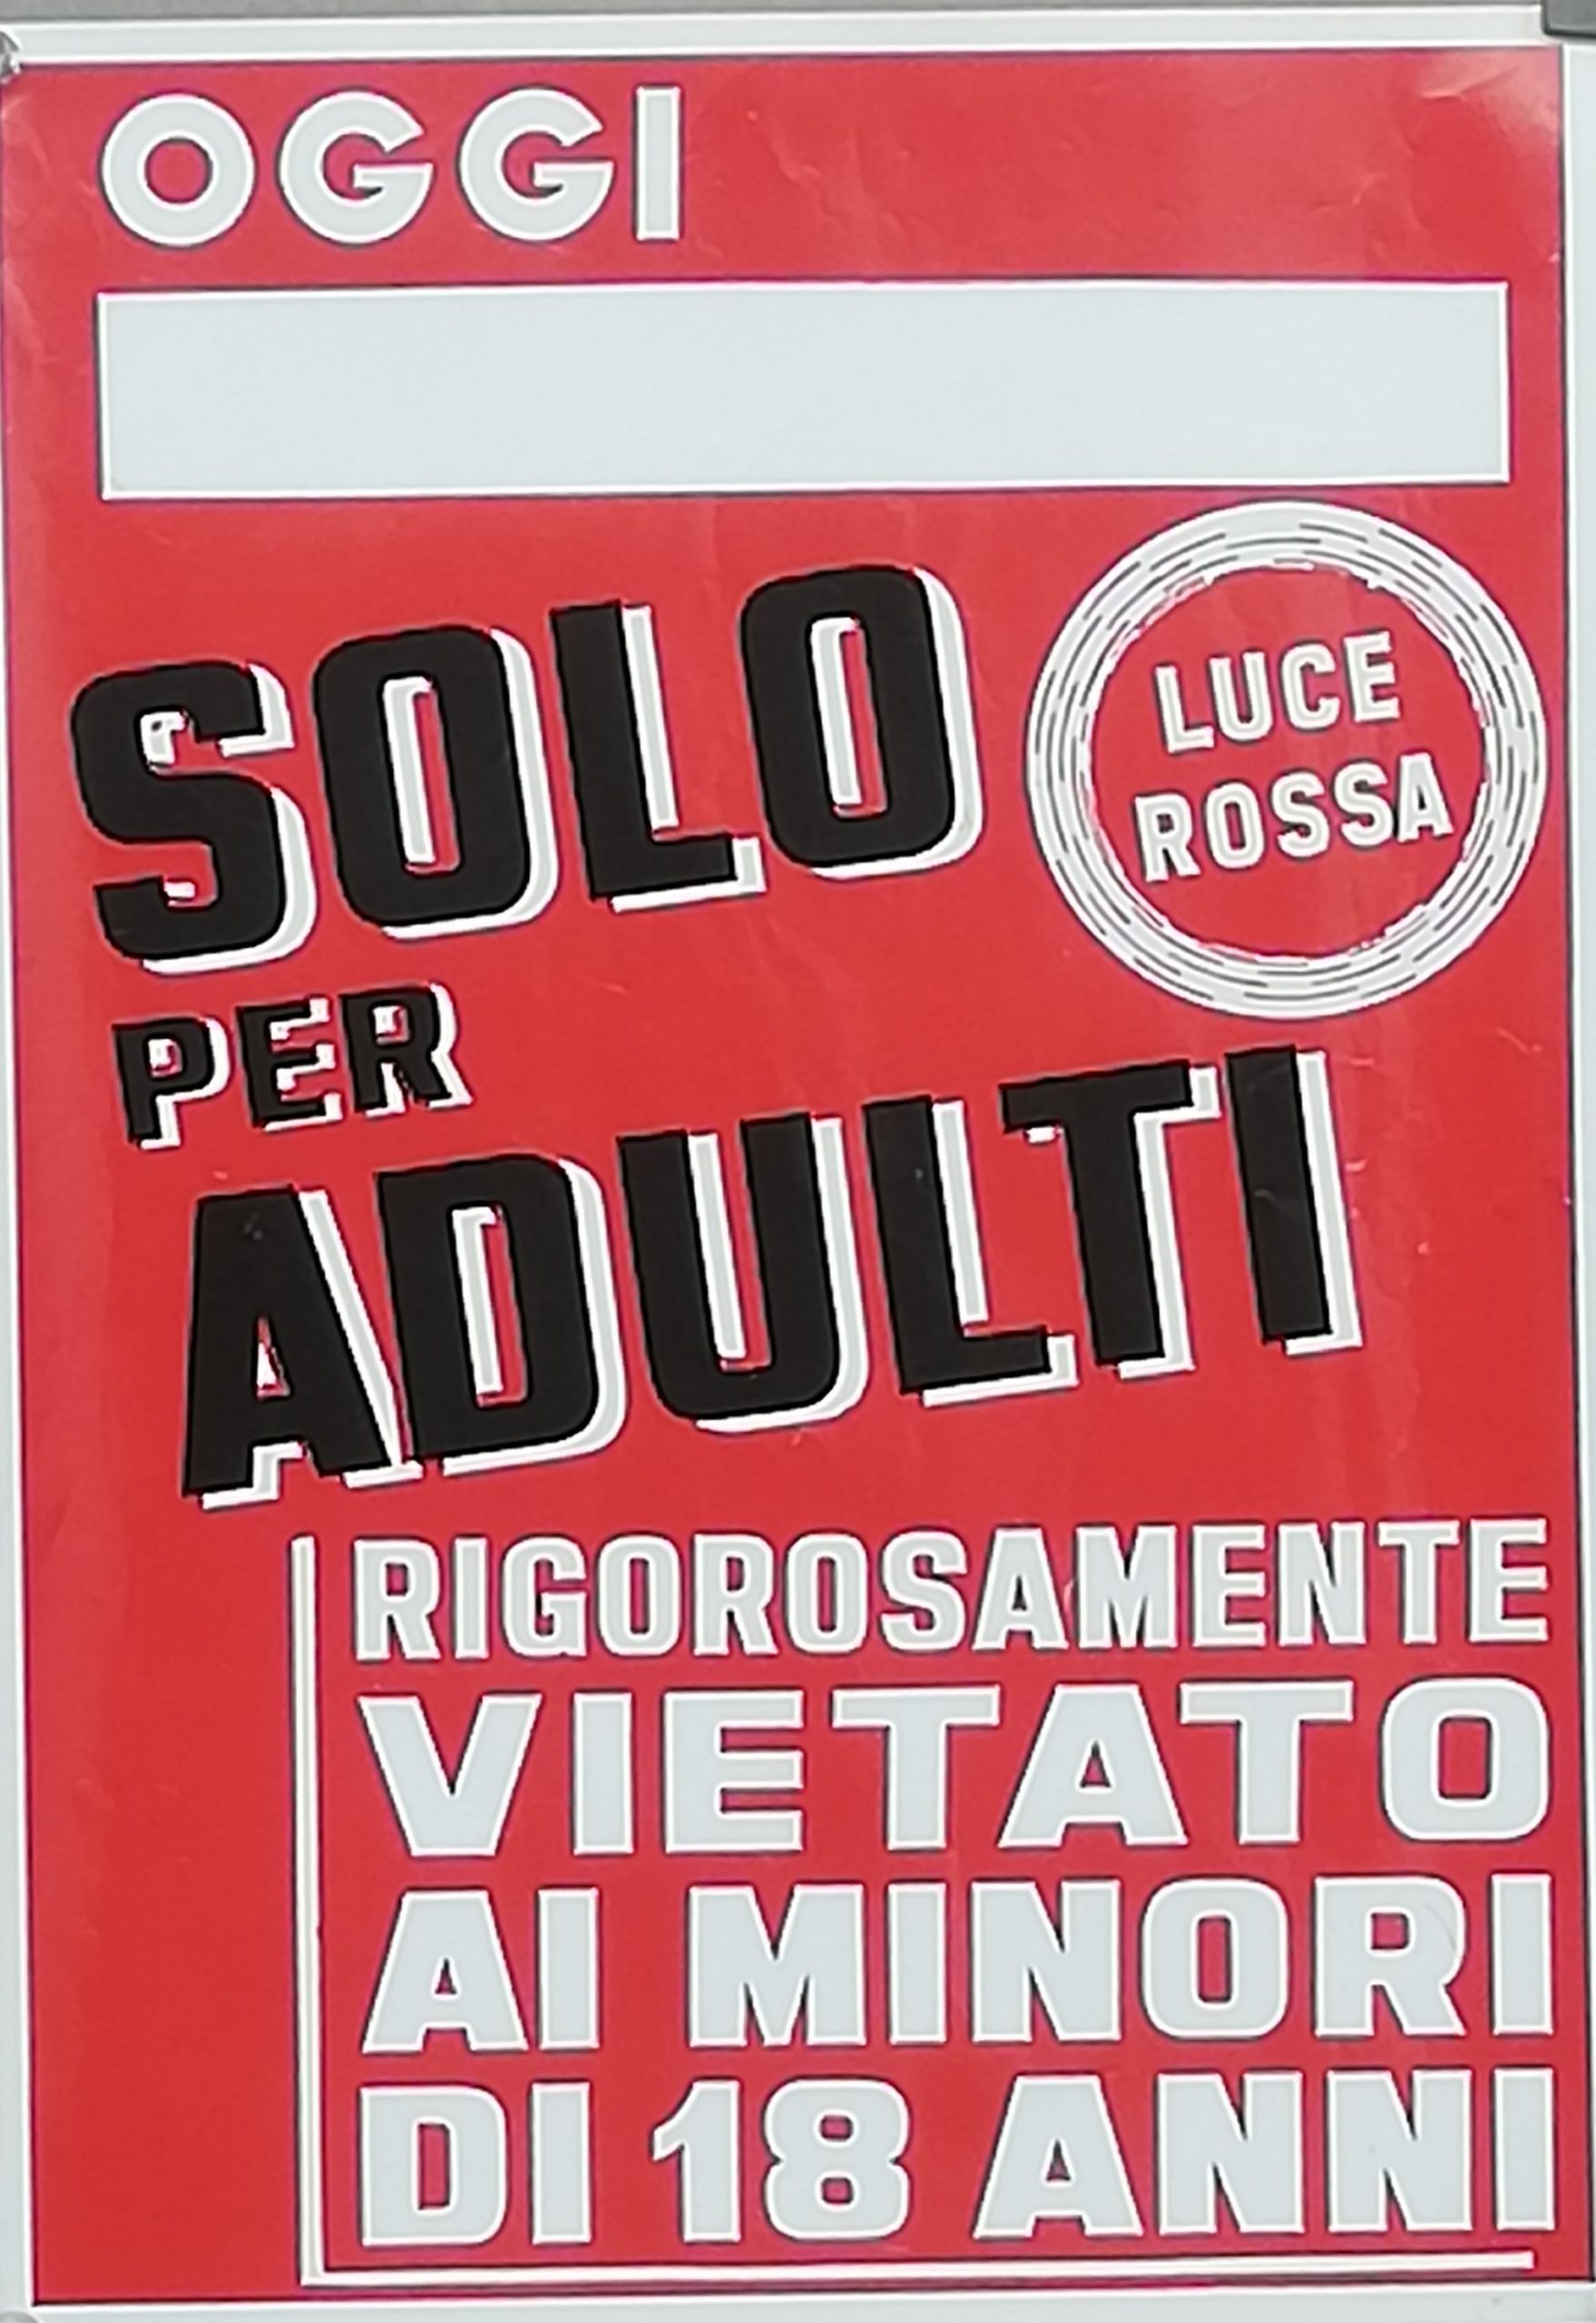 OGGI
SOLO
LUCE
ROSSA
PER
ADULTI
RIGOROSAMENTE
VIETATO
AI MINORI
DI 18 ANNI